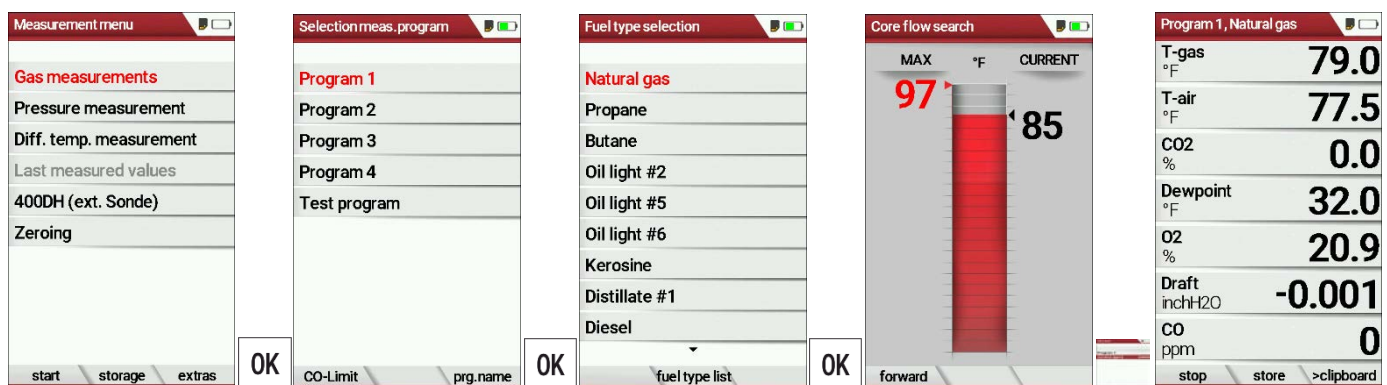 Measurement menu
Gas measurements
Pressure measurement
Diff. temp. measurement
Last measured values
400DH (ext. Sonde)
Zeroing
start storage extras
OK
Selection meas.program
Program 1
Program 2
Program 3
Program 4
Test program
CO-Limit prg.name
OK
Fuel type selection
Natural gas
Propane
Butane
Oil light #2
Oil light #5
Oil light #6
Kerosine
Distillate #1
Diesel
fuel type list
OK
Core flow search
MAX °F CURRENT
97
85
forward
Program 1, Natural gas
T-gas
°F
79.0
T-air
°F
77.5
CO2
%
0.0
Dewpoint
°F
32.0
O2
%
20.9
Draft
inchH2O
-0.001
CO
ppm
0
stop store >clipboard